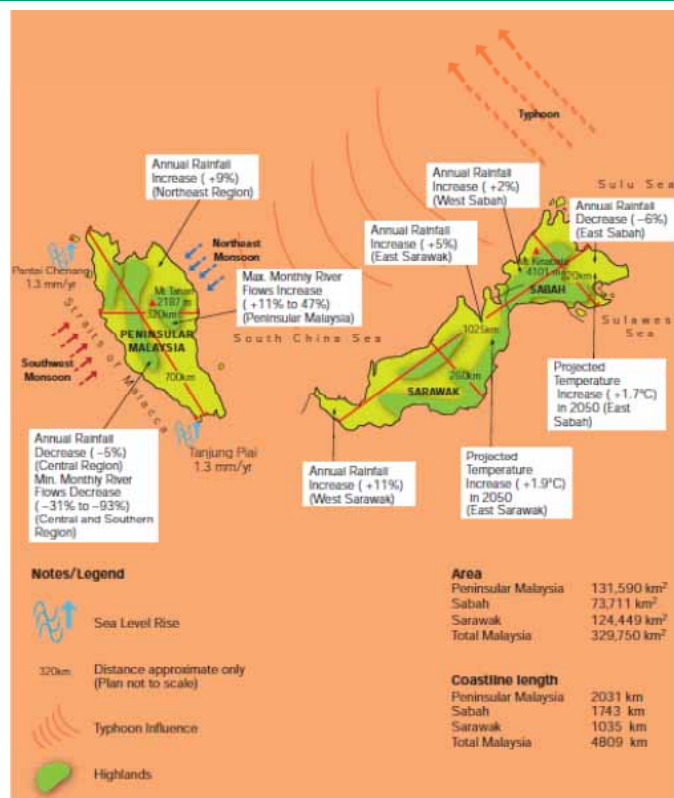 Typhoon
Annual Rainfall
Increase ( +9%)
(Northeast Region)
Annual Rainfall
Increase ( +2%)
(West Sabah)
Sulu Sea
Annual Rainfall
Decrease ( –6%)
(East Sabah)
Annual Rainfall
Increase ( +5%)
(East Sarawak)
Northeast
Monsoon
Pantai Chenang
1.3 mm/yr
Mt.Tahan
2187 m
320km
PENINSULAR
MALAYSIA
700km
Max. Monthly River
Flows Increase
( +11% to 47%)
(Peninsular Malaysia)
Mt. Kinabalu
4101 m
SABAH
Straits of Malacca
South China Sea
Sulawesi
Sea
Southwest
Monsoon
1025km
260km
SARAWAK
Projected
Temperature
Increase ( +1.7°C)
in 2050 (East
Sabah)
Annual Rainfall
Decrease ( –5%)
(Central Region)
Min. Monthly River
Flows Decrease
( –31% to –93%)
(Central and Southern
Region)
Tanjung Piai
1.3 mm/yr
Annual Rainfall
Increase ( +11%)
(West Sarawak)
Projected
Temperature
Increase ( +1.9°C)
in 2050
(East Sarawak)
Notes/Legend
Sea Level Rise
320km
Distance approximate only
(Plan not to scale)
Typhoon Influence
Highlands
Area
Peninsular Malaysia 131,590 km²
Sabah 73,711 km²
Sarawak 124,449 km²
Total Malaysia 329,750 km²
Coastline length
Peninsular Malaysia 2031 km
Sabah 1743 km
Sarawak 1035 km
Total Malaysia 4809 km